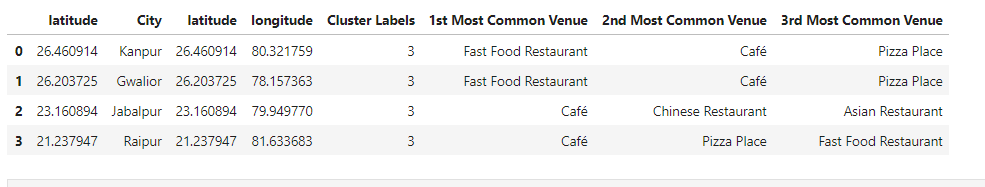 latitude City latitude longitude Cluster Labels 1st Most Common Venue 2nd Most Common Venue 3rd Most Common Venue
0 26.460914 Kanpur 26.460914 80.321759 3 Fast Food Restaurant Café Pizza Place
1 26.203725 Gwalior 26.203725 78.157363 3 Fast Food Restaurant Café Pizza Place
2 23.160894 Jabalpur 23.160894 79.949770 3 Café Chinese Restaurant Asian Restaurant
3 21.237947 Raipur 21.237947 81.633683 3 Café Pizza Place Fast Food Restaurant